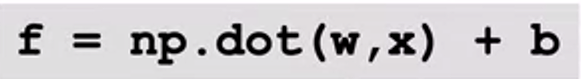 f = np.dot(w,x) + b